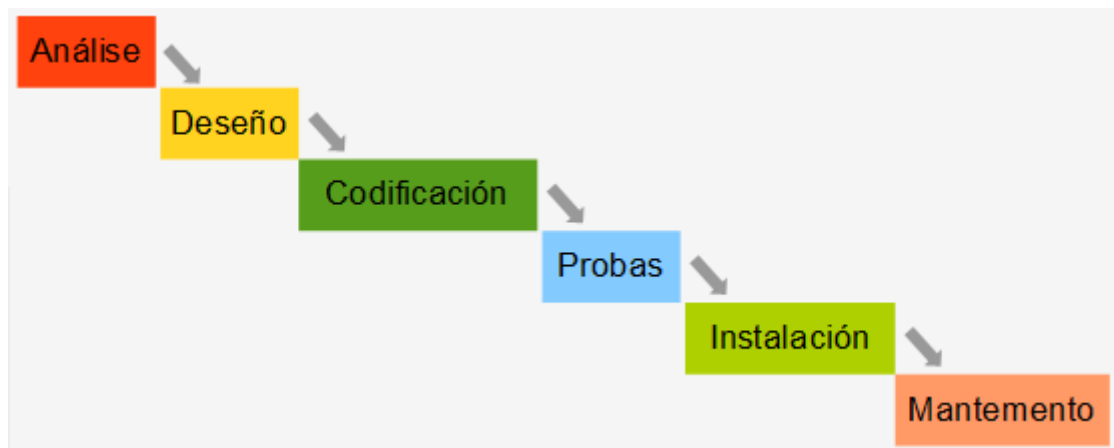 Análise
Deseño
Codificación
Probas
Instalación
Mantemento